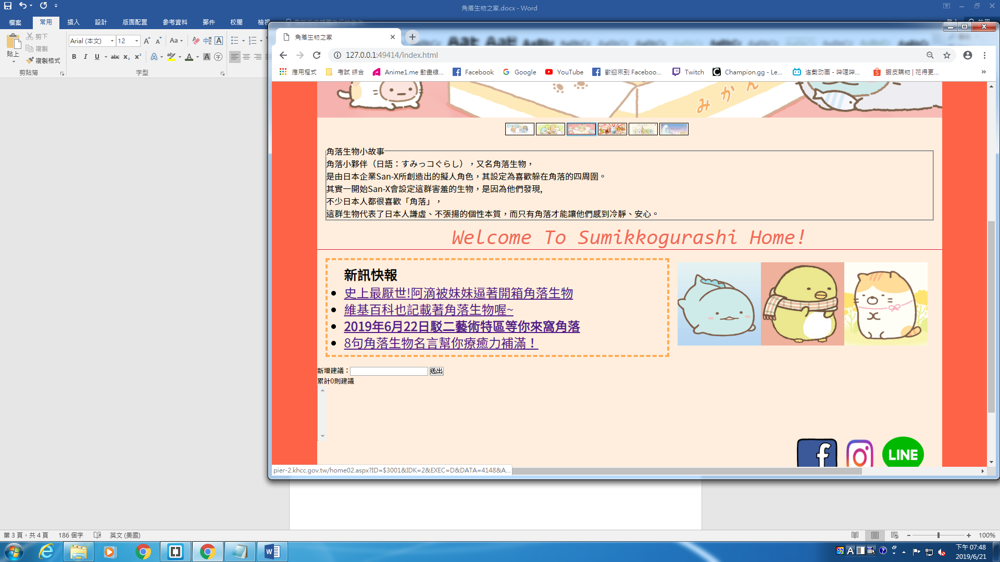 角落生物之家.docx - Word
檔案 常用 插入 設計 版面配置 參考資料 郵件 校閱 檢視
貼上
剪下
複製
複製格式
剪貼簿
Arial (本文) 12
字型
角落生物之家
127.0.0.1:49414/index.html
應用程式 考試 綜合 Anime1.me 動畫線... Facebook Google YouTube 歡迎來到 Faceboo... Twitch Champion.gg - Le... 连载动画 - 哔哩哔... 蝦皮購物 | 花得更...
みかん
角落生物小故事
角落小夥伴（日語：すみっコぐらし），又名角落生物，
是由日本企業San-X所創造出的擬人角色，其設定為喜歡躲在角落的四周圍。
其實一開始San-X會設定這群害羞的生物，是因為他們發現,
不少日本人都很喜歡「角落」，
這群生物代表了日本人謙虛、不張揚的個性本質，而只有角落才能讓他們感到冷靜、安心。
Welcome To Sumikkogurashi Home!
新訊快報
史上最厭世!阿滴被妹妹逼著開箱角落生物
維基百科也記載著角落生物喔~
2019年6月22日駁二藝術特區等你來窩角落
8句角落生物名言幫你療癒力補滿！
新增建議： 送出
累計0則建議
LINE
pier-2.khcc.gov.tw/home02.aspx?ID=$3001&IDK=2&EXEC=D&DATA=4148&A...
第 3 頁，共 4 頁 186 個字 英文 (美國) 100%
下午 07:48
2019/6/21